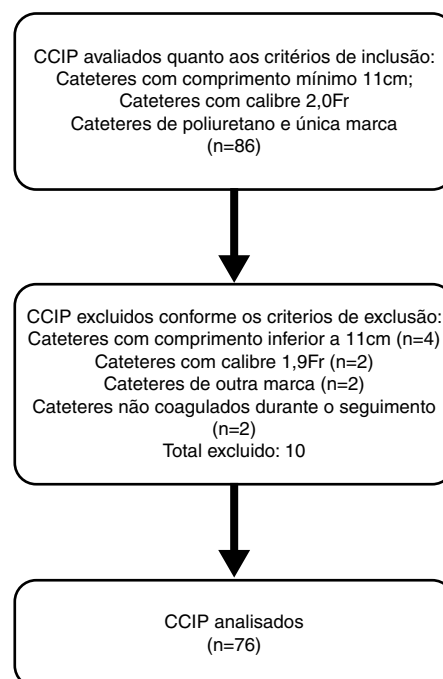 CCIP avaliados quanto aos critérios de inclusão:
Cateteres com comprimento mínimo 11cm;
Cateteres com calibre 2,0Fr
Cateteres de poliuretano e única marca
(n=86)
CCIP excluidos conforme os criterios de exclusão:
Cateteres com comprimento inferior a 11cm (n=4)
Cateteres com calibre 1,9Fr (n=2)
Cateteres de outra marca (n=2)
Cateteres não coagulados durante o seguimento
(n=2)
Total excluido: 10
CCIP analisados
(n=76)